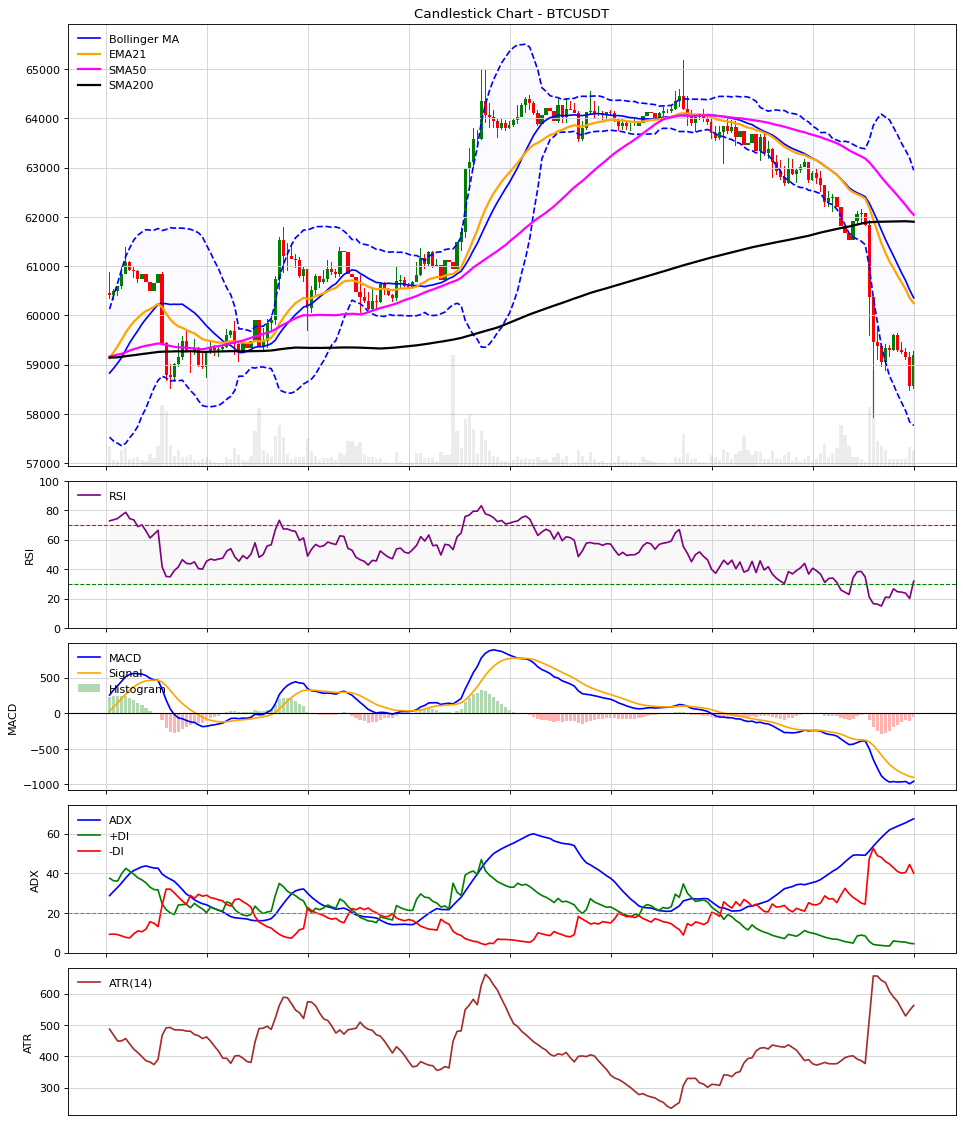 Candlestick Chart - BTCUSDT
Bollinger MA
EMA21
SMA50
SMA200
65000
64000
63000
62000
61000
60000
59000
58000
57000
RSI
RSI
100
80
60
40
20
0
MACD
Signal
Histogram
MACD
500
0
−500
−1000
ADX
+DI
-DI
ADX
60
40
20
0
ATR(14)
ATR
600
500
400
300